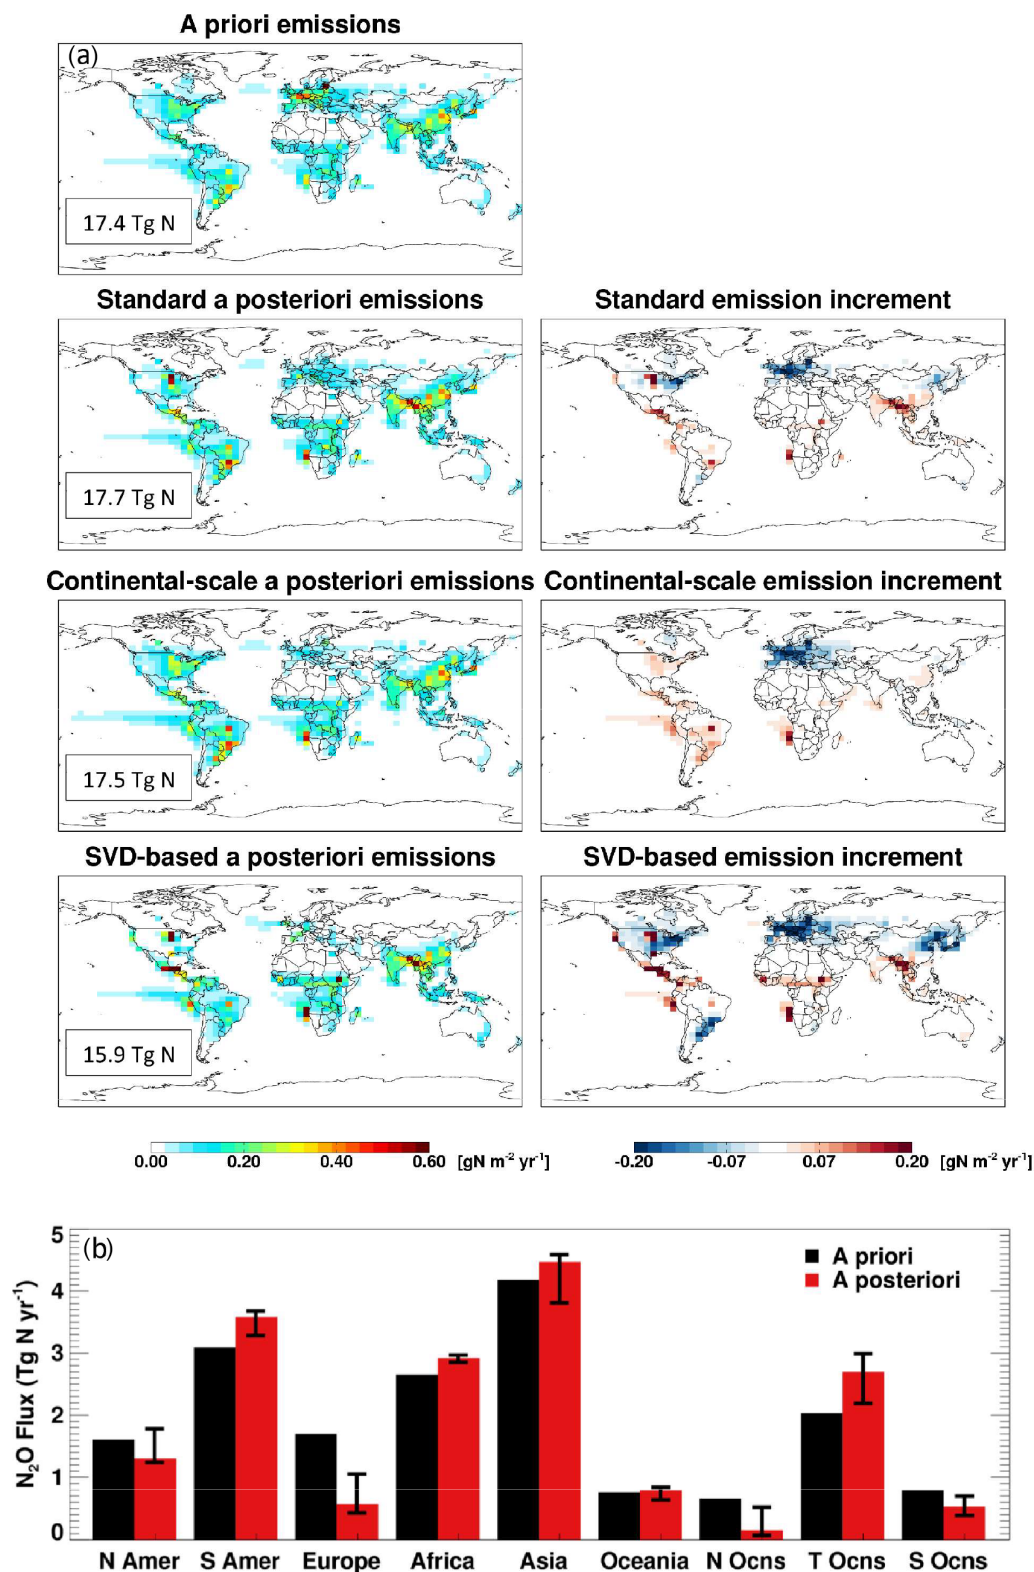 A priori emissions
(a)
17.4 Tg N
Standard a posteriori emissions
Standard emission increment
17.7 Tg N
Continental-scale a posteriori emissions
Continental-scale emission increment
17.5 Tg N
SVD-based a posteriori emissions
SVD-based emission increment
15.9 Tg N
0.00 0.20 0.40 0.60 [gN m⁻² yr⁻¹]
-0.20 -0.07 0.07 0.20 [gN m⁻² yr⁻¹]
(b)
A priori
A posteriori
N₂O Flux (Tg N yr⁻¹)
5
4
3
2
1
0
N Amer S Amer Europe Africa Asia Oceania N Ocns T Ocns S Ocns